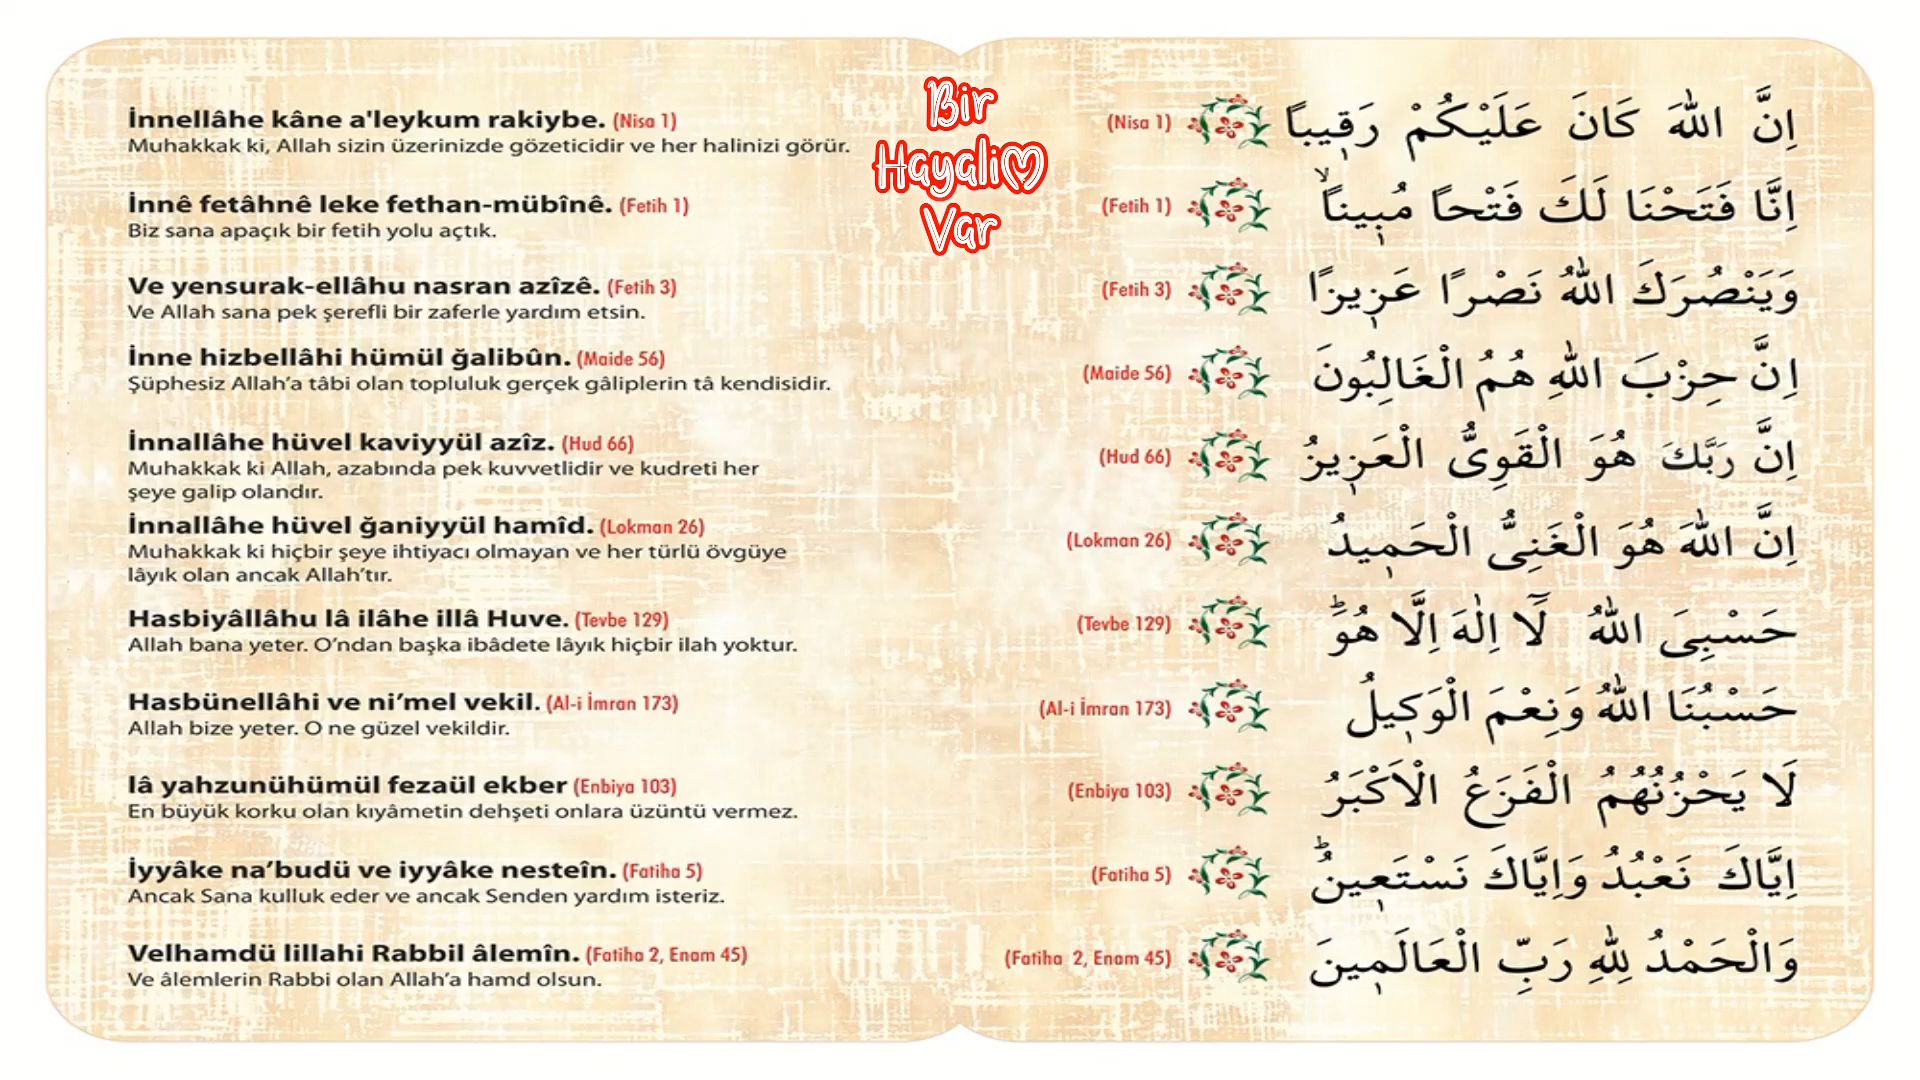 İnnellâhe kâne a'leykum rakiybe. (Nisa 1)
Muhakkak ki, Allah sizin üzerinizde gözeticidir ve her halinizi görür.
İnnê fetâhnê leke fethan-mübînê. (Fetih 1)
Biz sana apaçık bir fetih yolu açtık.
Ve yensurak-ellâhu nasran azîzê. (Fetih 3)
Ve Allah sana pek şerefli bir zaferle yardım etsin.
İnne hizbellâhi hümül ğalibûn. (Maide 56)
Şüphesiz Allah’a tâbi olan topluluk gerçek gâliplerin tâ kendisidir.
İnnallâhe hüvel kaviyyül azîz. (Hud 66)
Muhakkak ki Allah, azabında pek kuvvetlidir ve kudreti her
şeye galip olandır.
İnnallâhe hüvel ğaniyyül hamîd. (Lokman 26)
Muhakkak ki hiçbir şeye ihtiyacı olmayan ve her türlü övgüye
lâyık olan ancak Allah’tır.
Hasbiyâllâhu lâ ilâhe illâ Huve. (Tevbe 129)
Allah bana yeter. O’ndan başka ibâdete lâyık hiçbir ilah yoktur.
Hasbünellâhi ve ni’mel vekil. (Al-i İmran 173)
Allah bize yeter. O ne güzel vekildir.
lâ yahzunühümül fezaül ekber (Enbiya 103)
En büyük korku olan kıyâmetin dehşeti onlara üzüntü vermez.
İyyâke na’budü ve iyyâke nesteîn. (Fatiha 5)
Ancak Sana kulluk eder ve ancak Senden yardım isteriz.
Velhamdü lillahi Rabbil âlemîn. (Fatiha 2, Enam 45)
Ve âlemlerin Rabbi olan Allah’a hamd olsun.
Bir
Hayali♡
Var
اِنَّ اللّٰهَ كَانَ عَلَيْكُمْ رَقٖيباً (Nisa 1)
اِنَّا فَتَحْنَا لَكَ فَتْحاً مُبٖيناًۙ (Fetih 1)
وَيَنْصُرَكَ اللّٰهُ نَصْرًا عَزٖيزًا (Fetih 3)
اِنَّ حِزْبَ اللّٰهِ هُمُ الْغَالِبُونَ (Maide 56)
اِنَّ رَبَّكَ هُوَ الْقَوِىُّ الْعَزٖيزُ (Hud 66)
اِنَّ اللّٰهَ هُوَ الْغَنِىُّ الْحَمٖيدُ (Lokman 26)
حَسْبِىَ اللّٰهُ لَٓا اِلٰهَ اِلَّا هُوَؕ (Tevbe 129)
حَسْبُنَا اللّٰهُ وَنِعْمَ الْوَكٖيلُ (Al-i İmran 173)
لَا يَحْزُنُهُمُ الْفَزَعُ الْاَكْبَرُ (Enbiya 103)
اِيَّاكَ نَعْبُدُ وَاِيَّاكَ نَسْتَعٖينُؕ (Fatiha 5)
وَالْحَمْدُ لِلّٰهِ رَبِّ الْعَالَمٖينَ (Fatiha 2, Enam 45)